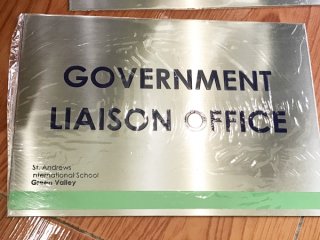 GOVERNMENT
LIAISON OFFICE
St. Andrews
International School
Green Valley